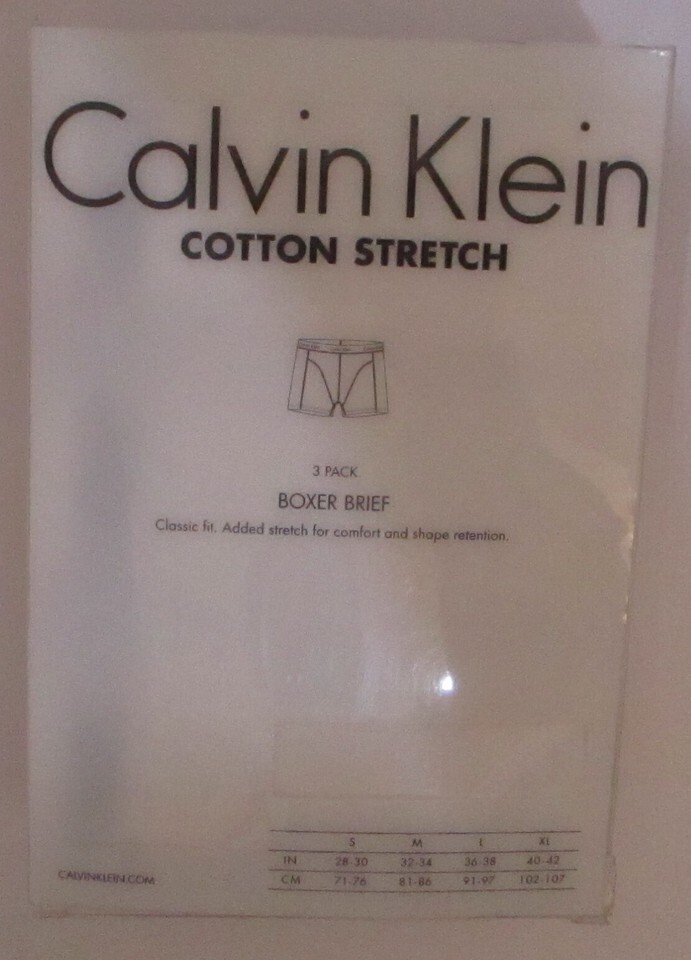 Calvin Klein
COTTON STRETCH
3 PACK
BOXER BRIEF
Classic fit. Added stretch for comfort and shape retention.
S M L XL
IN 28-30 32-34 36-38 40-42
CM 71-76 81-86 91-97 102-107
CALVINKLEIN.COM